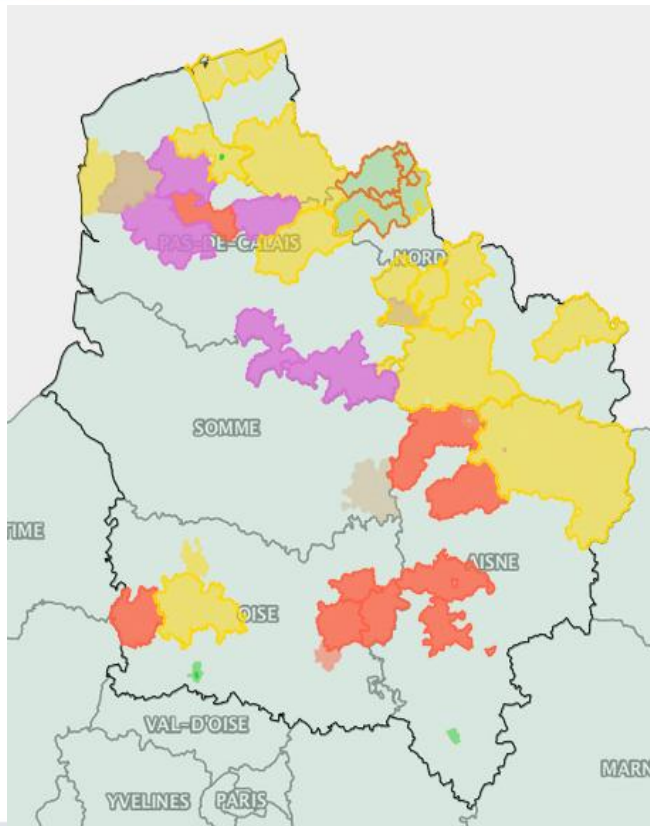 PAS-DE-CALAIS
NORD
SOMME
TIME
AISNE
OISE
VAL-D'OISE
MARN
YVELINES
PARIS